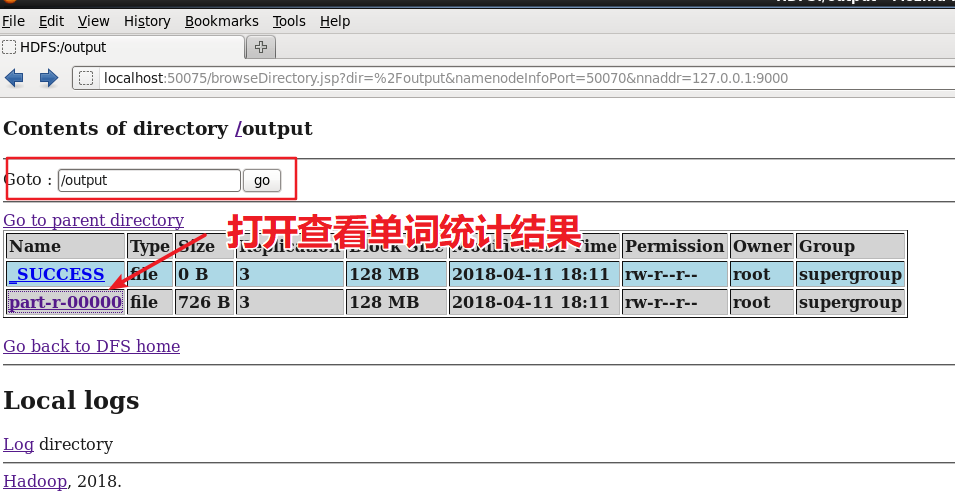 File Edit View History Bookmarks Tools Help
HDFS:/output
localhost:50075/browseDirectory.jsp?dir=%2Foutput&namenodeInfoPort=50070&nnaddr=127.0.0.1:9000
Contents of directory /output
Goto : /output go
Go to parent directory
打开查看单词统计结果
Name Type Size Replication Block Size Modification Time Permission Owner Group
_SUCCESS file 0 B 3 128 MB 2018-04-11 18:11 rw-r--r-- root supergroup
part-r-00000 file 726 B 3 128 MB 2018-04-11 18:11 rw-r--r-- root supergroup
Go back to DFS home
Local logs
Log directory
Hadoop, 2018.